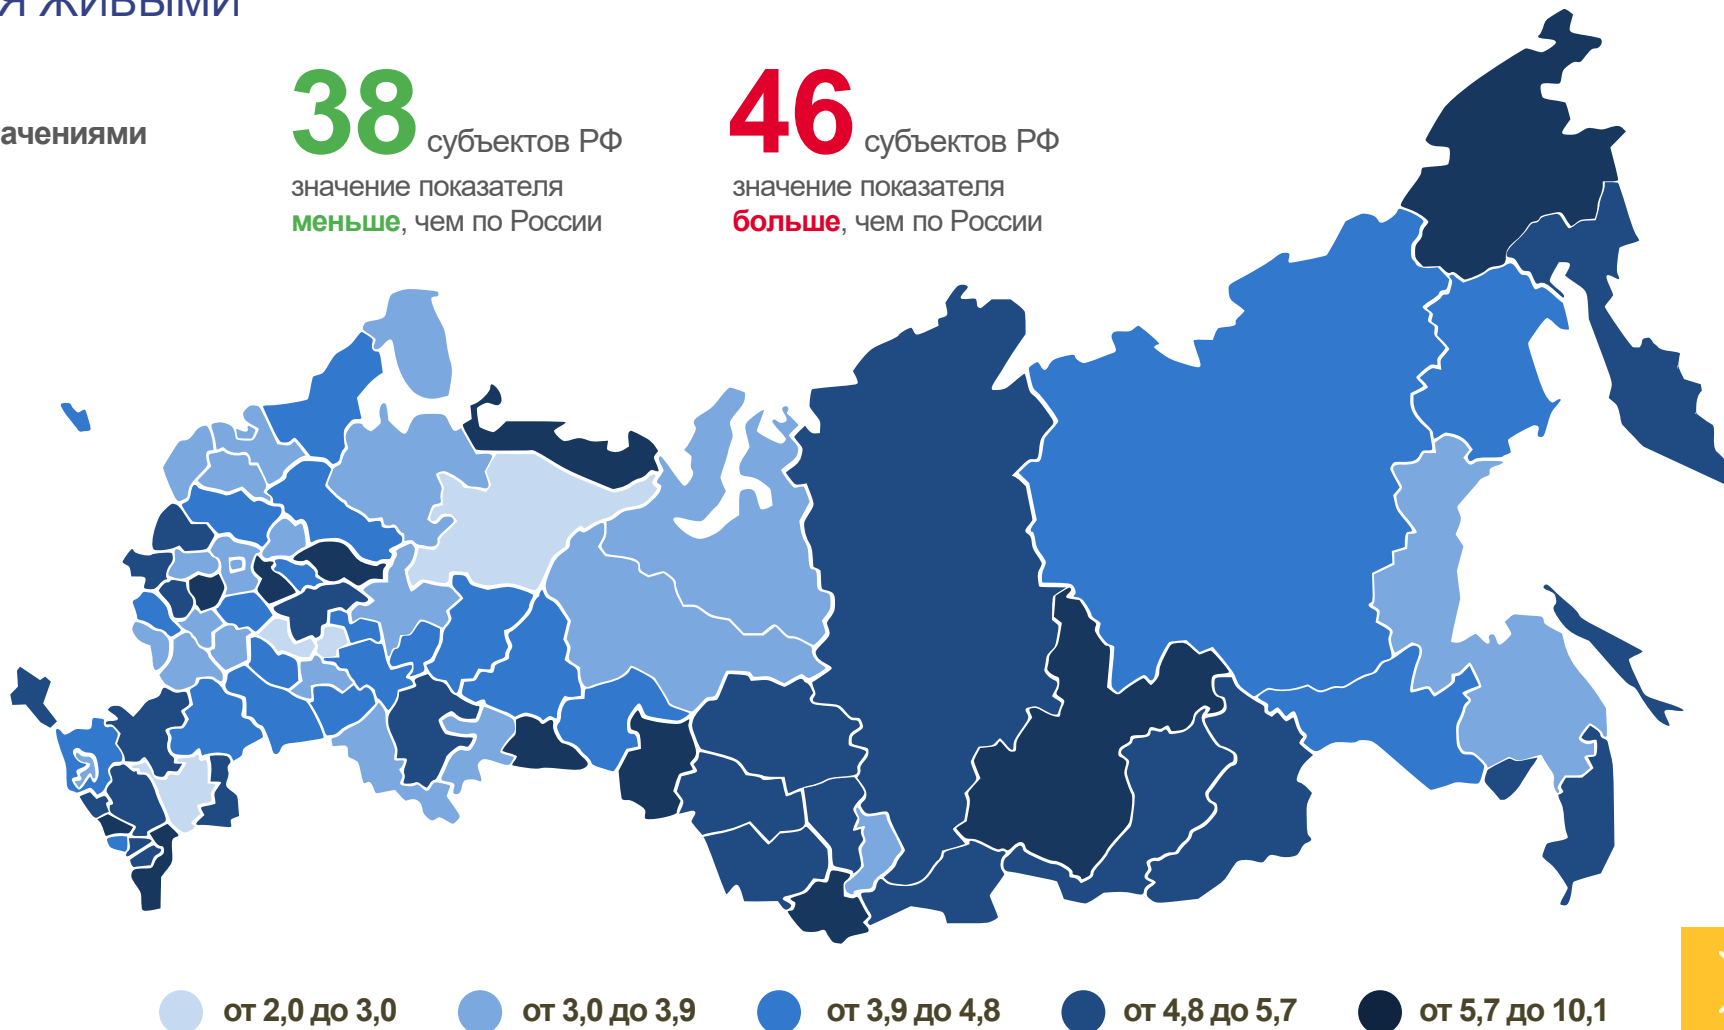 Я ЖИВЫМИ
ачениями
38 субъектов РФ
значение показателя
меньше, чем по России
46 субъектов РФ
значение показателя
больше, чем по России
от 2,0 до 3,0
от 3,0 до 3,9
от 3,9 до 4,8
от 4,8 до 5,7
от 5,7 до 10,1